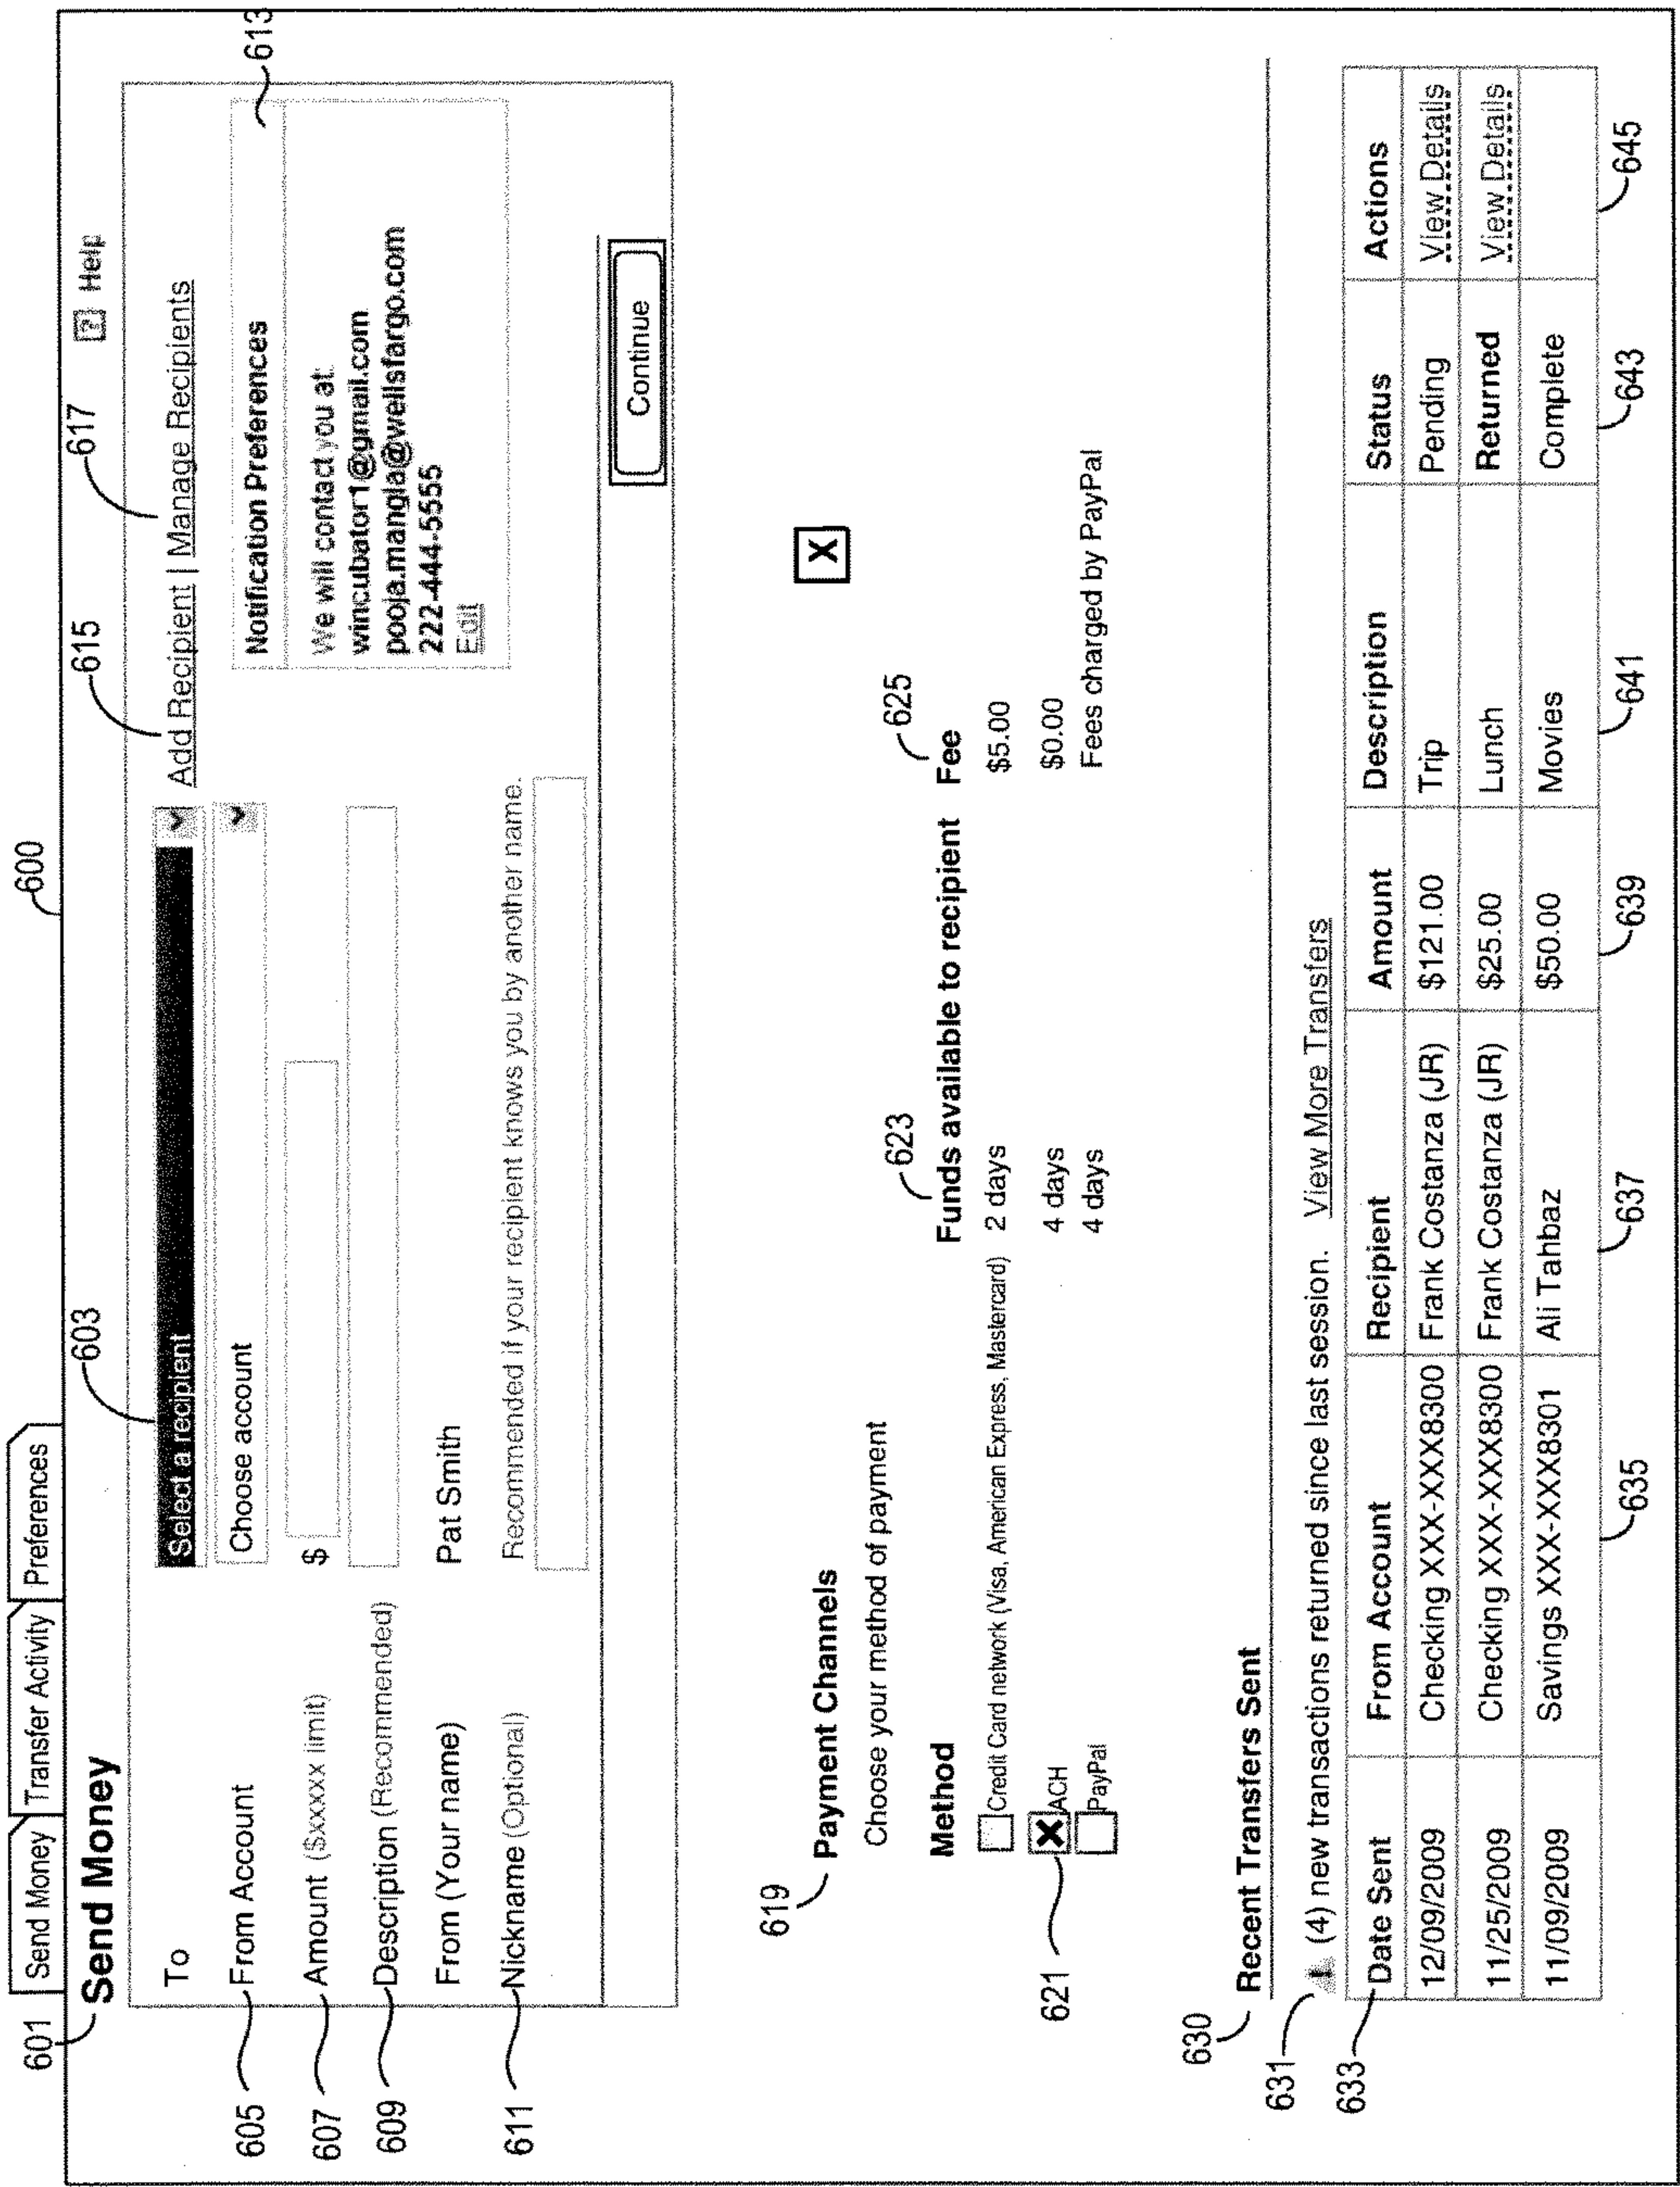 600
Send Money Transfer Activity Preferences
601 Send Money
603 615 617 ? Help
To Select a recipient Add Recipient | Manage Recipients
605 From Account Choose account
607 Amount ($xxxx limit) $
609 Description (Recommended)
From (Your name) Pat Smith
611 Nickname (Optional) Recommended if your recipient knows you by another name.
613
Notification Preferences
We will contact you at:
wincubator1@gmail.com
pooja.mangla@wellsfargo.com
222-444-5555
Edit
Continue
619 Payment Channels X
Choose your method of payment
623 625
Method Funds available to recipient Fee
Credit Card network (Visa, American Express, Mastercard) 2 days $5.00
621 X ACH 4 days $0.00
PayPal 4 days Fees charged by PayPal
630 Recent Transfers Sent
631 ! (4) new transactions returned since last session. View More Transfers
633 Date Sent From Account Recipient Amount Description Status Actions
12/09/2009 Checking XXX-XXX8300 Frank Costanza (JR) $121.00 Trip Pending View Details
11/25/2009 Checking XXX-XXX8300 Frank Costanza (JR) $25.00 Lunch Returned View Details
11/09/2009 Savings XXX-XXX8301 Ali Tahbaz $50.00 Movies Complete
635 637 639 641 643 645